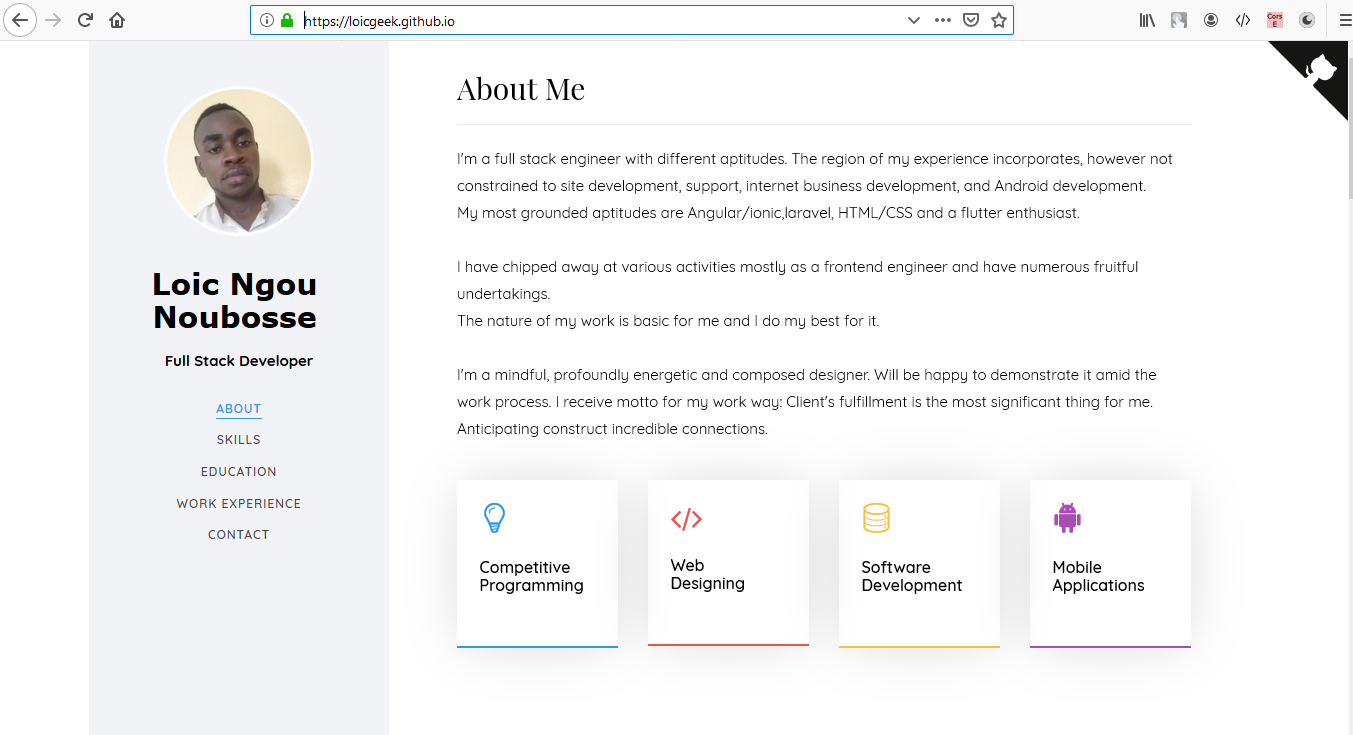 https://loicgeek.github.io
Cors
E
About Me
I'm a full stack engineer with different aptitudes. The region of my experience incorporates, however not
constrained to site development, support, internet business development, and Android development.
My most grounded aptitudes are Angular/ionic,laravel, HTML/CSS and a flutter enthusiast.
I have chipped away at various activities mostly as a frontend engineer and have numerous fruitful
undertakings.
The nature of my work is basic for me and I do my best for it.
I'm a mindful, profoundly energetic and composed designer. Will be happy to demonstrate it amid the
work process. I receive motto for my work way: Client's fulfillment is the most significant thing for me.
Anticipating construct incredible connections.
Loic Ngou
Noubosse
Full Stack Developer
ABOUT
SKILLS
EDUCATION
WORK EXPERIENCE
CONTACT
Competitive
Programming
Web
Designing
Software
Development
Mobile
Applications